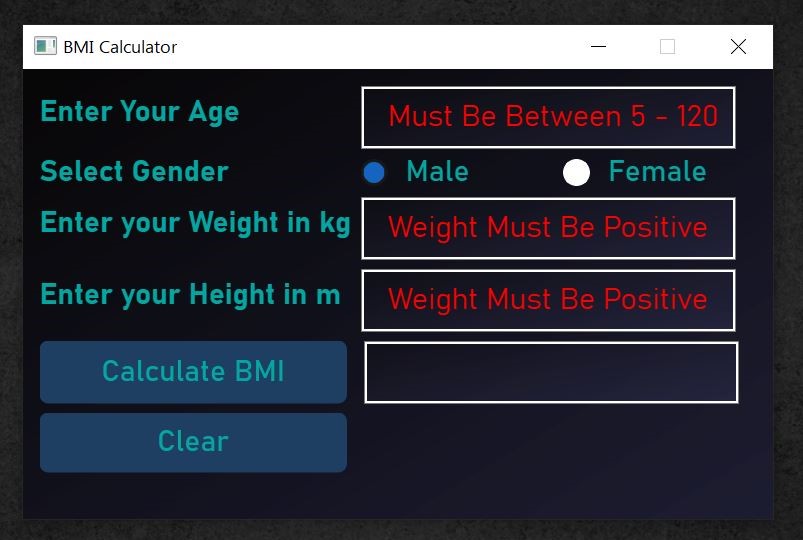 BMI Calculator
Enter Your Age Must Be Between 5 - 120
Select Gender Male Female
Enter your Weight in kg Weight Must Be Positive
Enter your Height in m Weight Must Be Positive
Calculate BMI
Clear